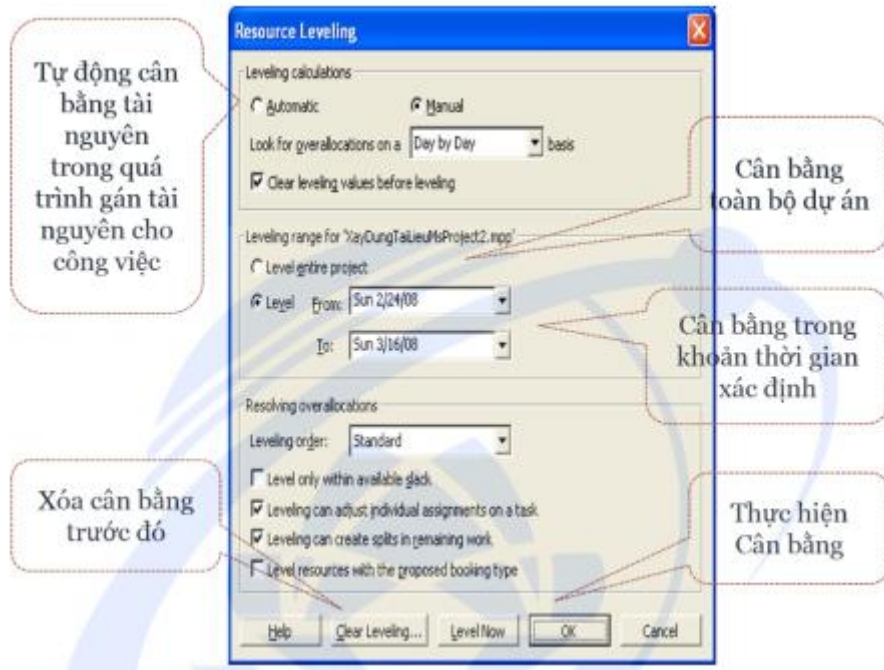 Resource Leveling
Tự động cân
bằng tài
nguyên
trong quá
trình gán tài
nguyên cho
công việc
Leveling calculations
Automatic Manual
Look for overallocations on a Day by Day basis
Clear leveling values before leveling
Cân bằng
toàn bộ dự án
Leveling range for 'XayDungTaiLieuMsProject2.mpp'
Level entire project
Level From: Sun 2/24/08
To: Sun 3/16/08
Cân bằng trong
khoản thời gian
xác định
Resolving overallocations
Leveling order: Standard
Level only within available slack
Leveling can adjust individual assignments on a task
Leveling can create splits in remaining work
Level resources with the proposed booking type
Xóa cân bằng
trước đó
Thực hiện
Cân bằng
Help Clear Leveling... Level Now OK Cancel